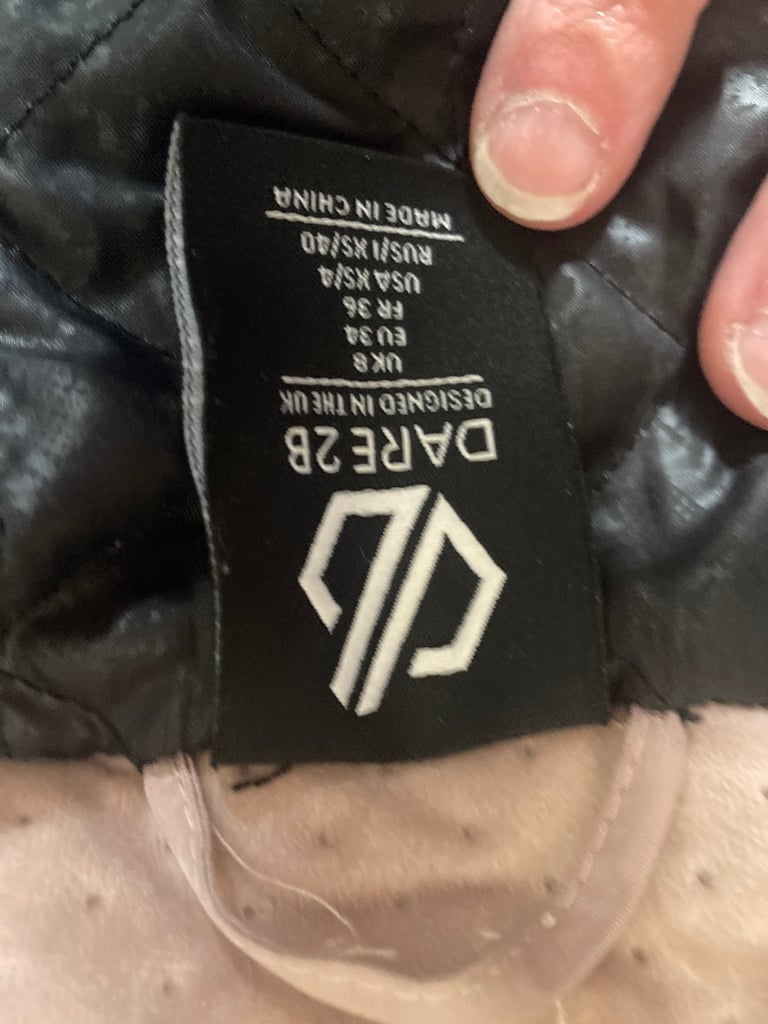 DARE 2B
DESIGNED IN THE UK
UK 8
EU 34
FR 36
USA XS/4
RUS/I XS/40
MADE IN CHINA